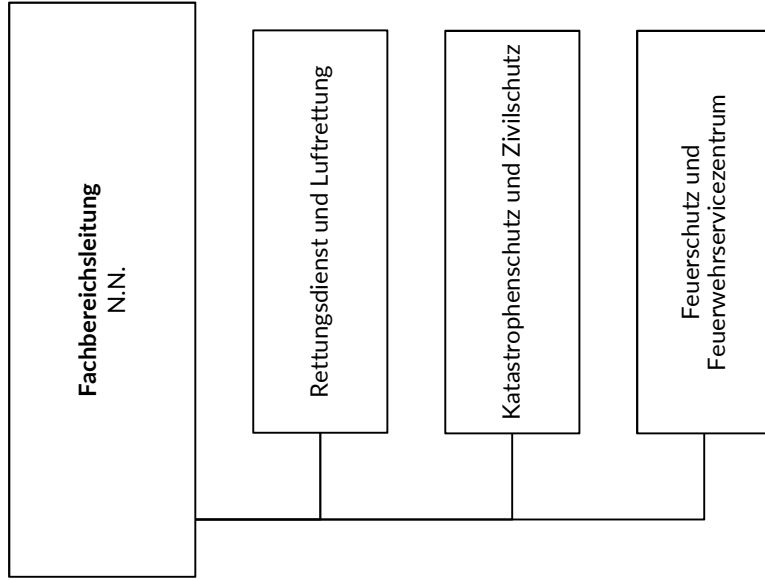 Fachbereichsleitung
N.N.
Rettungsdienst und Luftrettung
Katastrophenschutz und Zivilschutz
Feuerschutz und
Feuerwehrservicezentrum